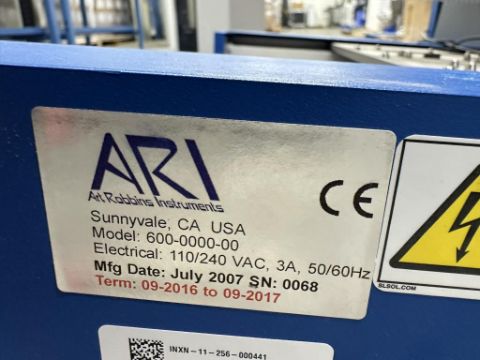 ARI
Art Robbins Instruments
Sunnyvale, CA USA
Model: 600-0000-00
Electrical: 110/240 VAC, 3A, 50/60Hz
Mfg Date: July 2007 SN: 0068
Term: 09-2016 to 09-2017
CE
SLSOL.COM
INXN-11-256-000441